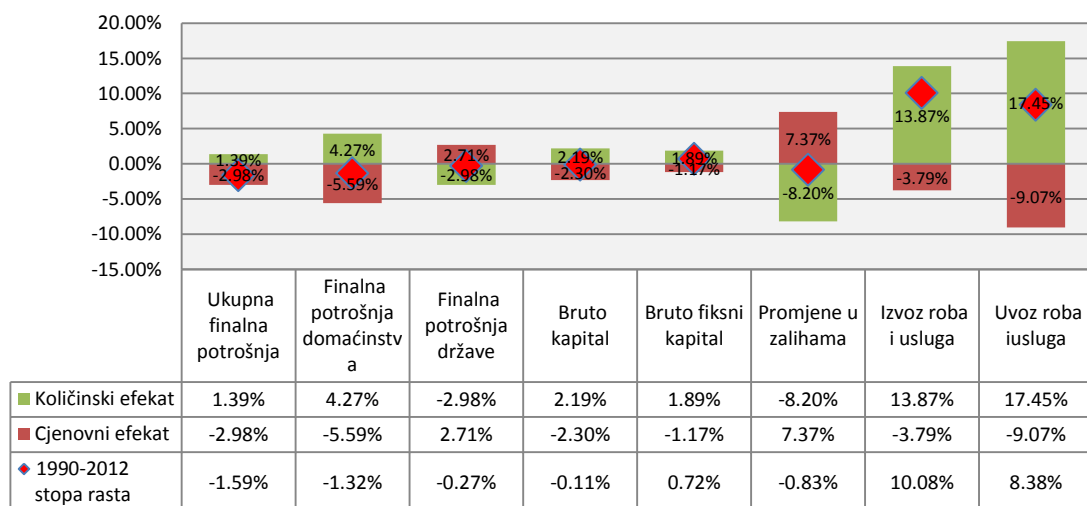 20.00%
15.00%
10.00%
5.00%
0.00%
-5.00%
-10.00%
-15.00%
1.39% 4.27% 2.71% 2.19% 1.89% 7.37% 13.87% 17.45%
-2.98% -5.59% -2.98% -2.30% -1.17% -8.20% -3.79% -9.07%
Ukupna
finalna
potrošnja
Finalna
potrošnja
domaćinstv
a
Finalna
potrošnja
države
Bruto
kapital
Bruto fiksni
kapital
Promjene u
zalihama
Izvoz roba
i usluga
Uvoz roba
iusluga
Količinski efekat 1.39% 4.27% -2.98% 2.19% 1.89% -8.20% 13.87% 17.45%
Cjenovni efekat -2.98% -5.59% 2.71% -2.30% -1.17% 7.37% -3.79% -9.07%
1990-2012
stopa rasta -1.59% -1.32% -0.27% -0.11% 0.72% -0.83% 10.08% 8.38%